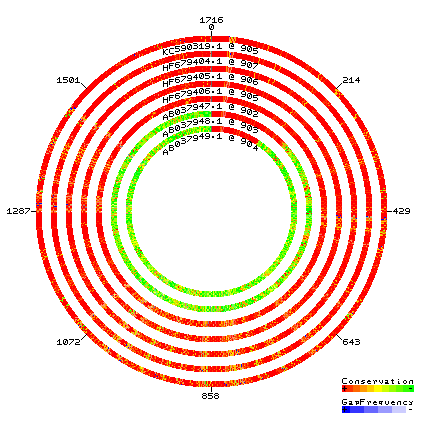 1716
0
KC590319.1 @ 905
HF679404.1 @ 907
HF679405.1 @ 906
HF679406.1 @ 905
AB037947.1 @ 902
AB037948.1 @ 903
AB037949.1 @ 904
1501
214
1287
429
1072
643
858
Conservation
+ -
GapFrequency
+ -